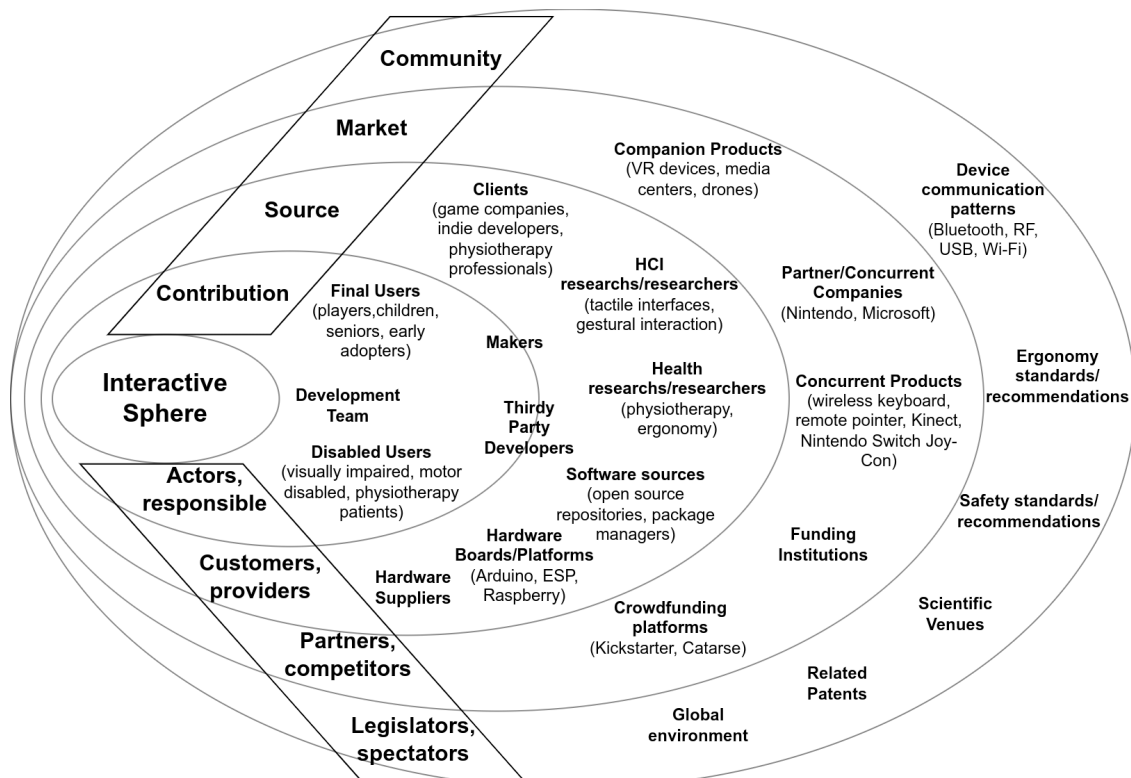 Community
Market
Source
Contribution
Interactive
Sphere
Actors,
responsible
Customers,
providers
Partners,
competitors
Legislators,
spectators
Final Users
(players,children,
seniors, early
adopters)
Development
Team
Disabled Users
(visually impaired, motor
disabled, physiotherapy
patients)
Makers
Thirdy
Party
Developers
Clients
(game companies,
indie developers,
physiotherapy
professionals)
HCI
researchs/researchers
(tactile interfaces,
gestural interaction)
Health
researchs/researchers
(physiotherapy,
ergonomy)
Software sources
(open source
repositories, package
managers)
Hardware
Boards/Platforms
(Arduino, ESP,
Raspberry)
Hardware
Suppliers
Companion Products
(VR devices, media
centers, drones)
Partner/Concurrent
Companies
(Nintendo, Microsoft)
Concurrent Products
(wireless keyboard,
remote pointer, Kinect,
Nintendo Switch Joy-
Con)
Funding
Institutions
Crowdfunding
platforms
(Kickstarter, Catarse)
Device
communication
patterns
(Bluetooth, RF,
USB, Wi-Fi)
Ergonomy
standards/
recommendations
Safety standards/
recommendations
Scientific
Venues
Related
Patents
Global
environment